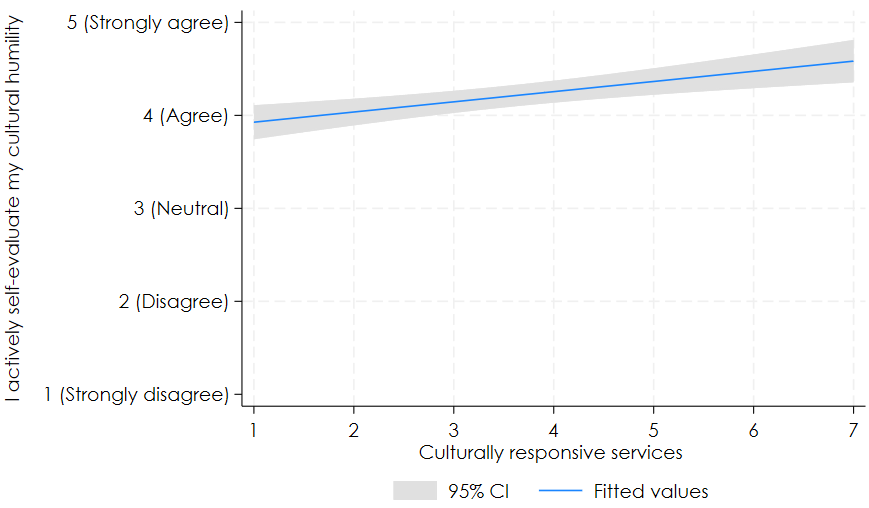 I actively self-evaluate my cultural humility
5 (Strongly agree)
4 (Agree)
3 (Neutral)
2 (Disagree)
1 (Strongly disagree)
1 2 3 4 5 6 7
Culturally responsive services
95% CI Fitted values